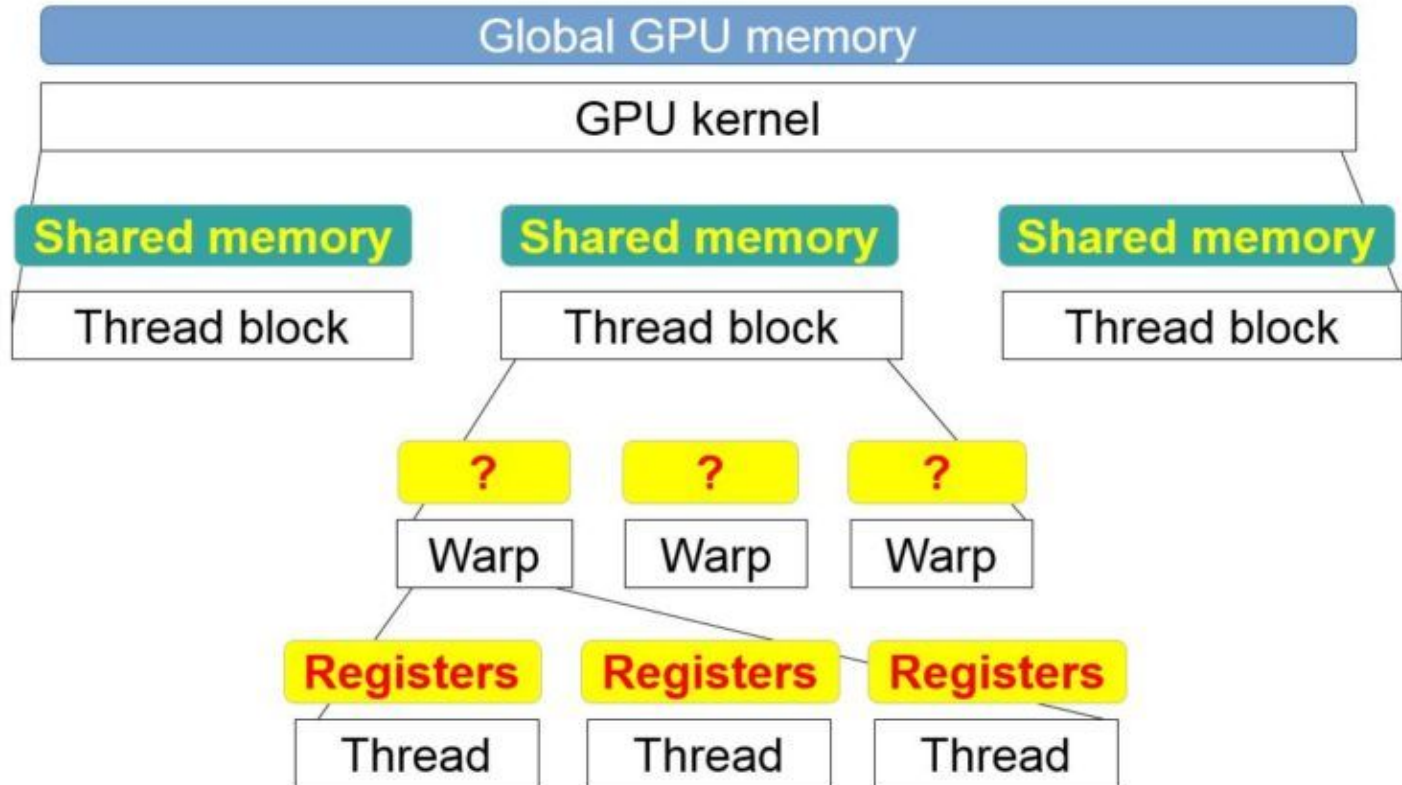 Global GPU memory
GPU kernel
Shared memory Shared memory Shared memory
Thread block Thread block Thread block
? ? ?
Warp Warp Warp
Registers Registers Registers
Thread Thread Thread